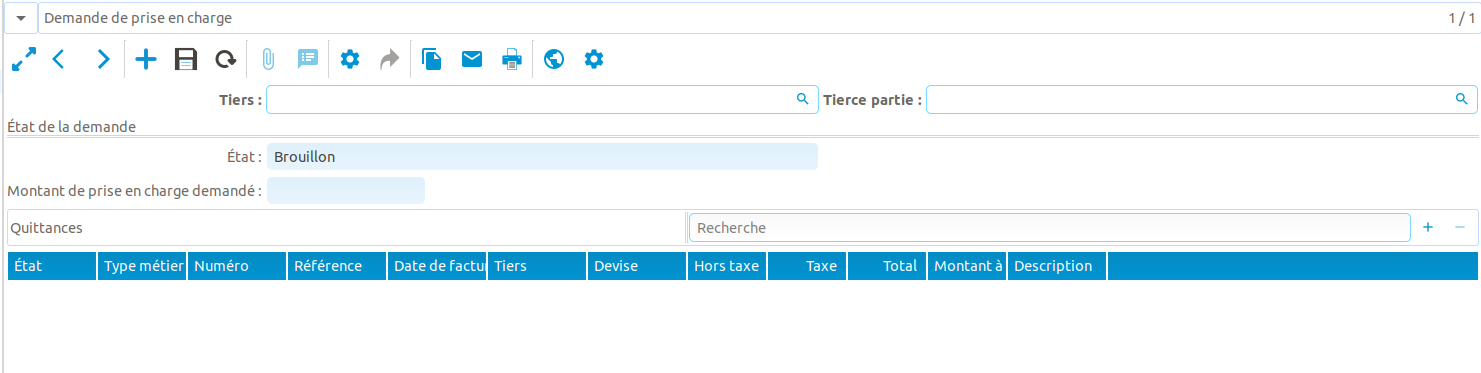 Demande de prise en charge 1 / 1
Tiers : Tierce partie :
État de la demande
État : Brouillon
Montant de prise en charge demandé :
Quittances Recherche
État Type métier Numéro Référence Date de factu Tiers Devise Hors taxe Taxe Total Montant à Description